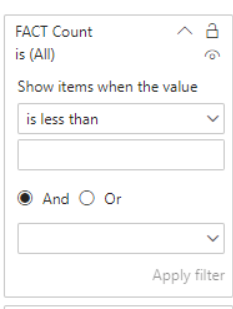 FACT Count
is (All)
Show items when the value
is less than
And Or
Apply filter